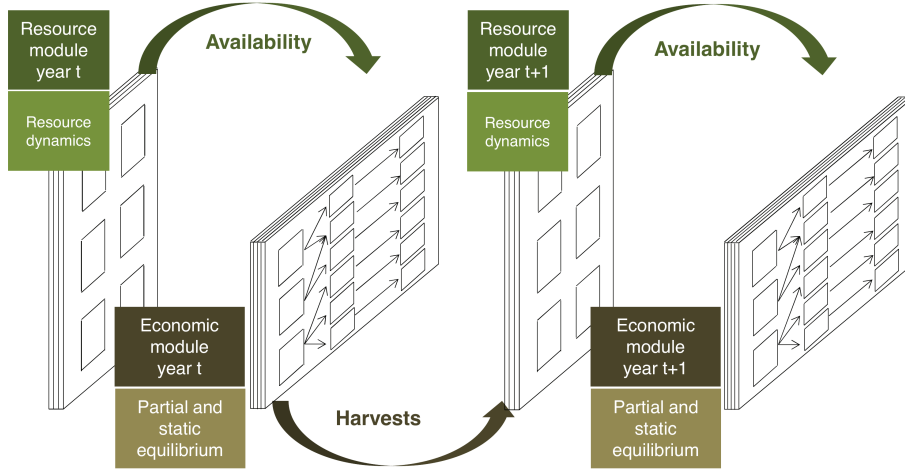 Resource
module
year t
Resource
dynamics
Availability
Economic
module
year t
Partial and
static
equilibrium
Harvests
Resource
module
year t+1
Resource
dynamics
Availability
Economic
module
year t+1
Partial and
static
equilibrium